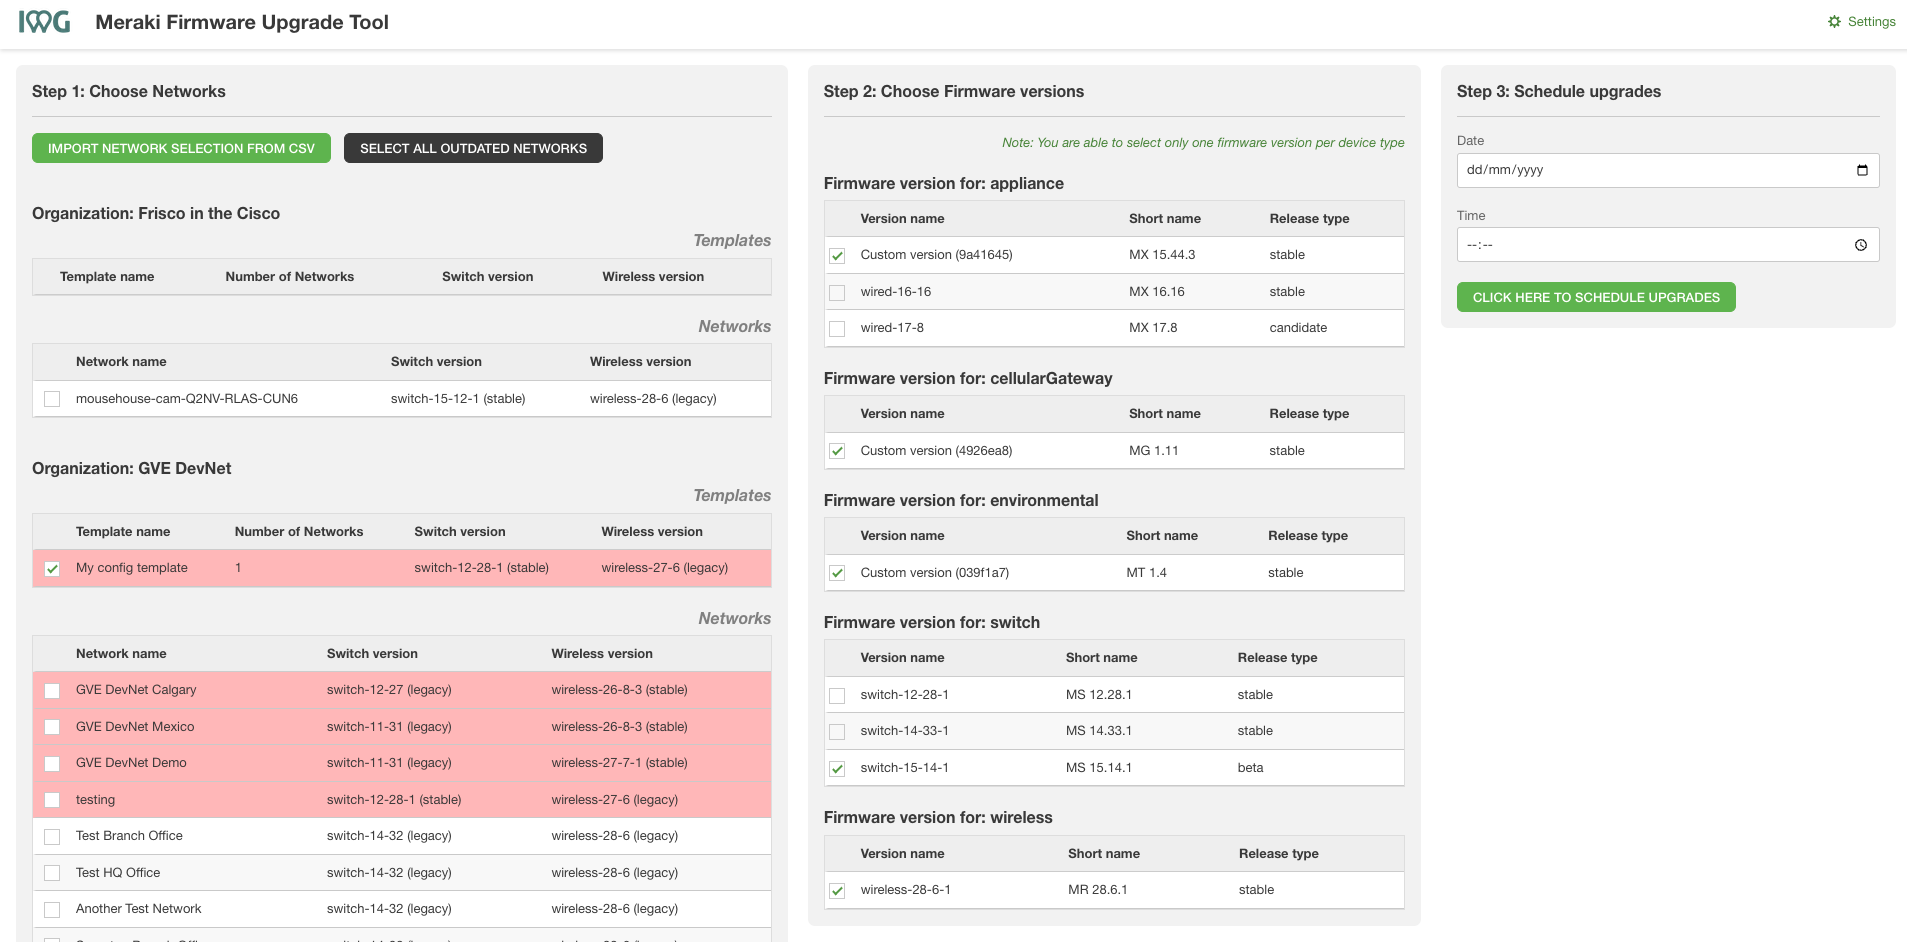 IWG Meraki Firmware Upgrade Tool
Settings
Step 1: Choose Networks
IMPORT NETWORK SELECTION FROM CSV SELECT ALL OUTDATED NETWORKS
Organization: Frisco in the Cisco
Templates
Template name Number of Networks Switch version Wireless version
Networks
Network name Switch version Wireless version
mousehouse-cam-Q2NV-RLAS-CUN6 switch-15-12-1 (stable) wireless-28-6 (legacy)
Organization: GVE DevNet
Templates
Template name Number of Networks Switch version Wireless version
My config template 1 switch-12-28-1 (stable) wireless-27-6 (legacy)
Networks
Network name Switch version Wireless version
GVE DevNet Calgary switch-12-27 (legacy) wireless-26-8-3 (stable)
GVE DevNet Mexico switch-11-31 (legacy) wireless-26-8-3 (stable)
GVE DevNet Demo switch-11-31 (legacy) wireless-27-7-1 (stable)
testing switch-12-28-1 (stable) wireless-27-6 (legacy)
Test Branch Office switch-14-32 (legacy) wireless-28-6 (legacy)
Test HQ Office switch-14-32 (legacy) wireless-28-6 (legacy)
Another Test Network switch-14-32 (legacy) wireless-28-6 (legacy)
Step 2: Choose Firmware versions
Note: You are able to select only one firmware version per device type
Firmware version for: appliance
Version name Short name Release type
Custom version (9a41645) MX 15.44.3 stable
wired-16-16 MX 16.16 stable
wired-17-8 MX 17.8 candidate
Firmware version for: cellularGateway
Version name Short name Release type
Custom version (4926ea8) MG 1.11 stable
Firmware version for: environmental
Version name Short name Release type
Custom version (039f1a7) MT 1.4 stable
Firmware version for: switch
Version name Short name Release type
switch-12-28-1 MS 12.28.1 stable
switch-14-33-1 MS 14.33.1 stable
switch-15-14-1 MS 15.14.1 beta
Firmware version for: wireless
Version name Short name Release type
wireless-28-6-1 MR 28.6.1 stable
Step 3: Schedule upgrades
Date
dd/mm/yyyy
Time
--:--
CLICK HERE TO SCHEDULE UPGRADES